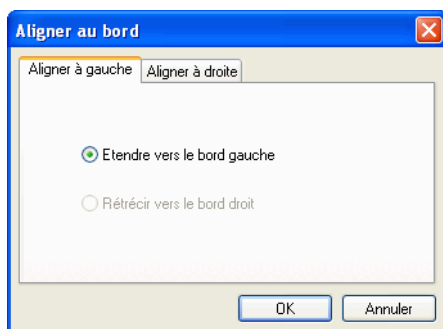 Aligner au bord
Aligner à gauche Aligner à droite
Etendre vers le bord gauche
Rétrécir vers le bord droit
OK Annuler